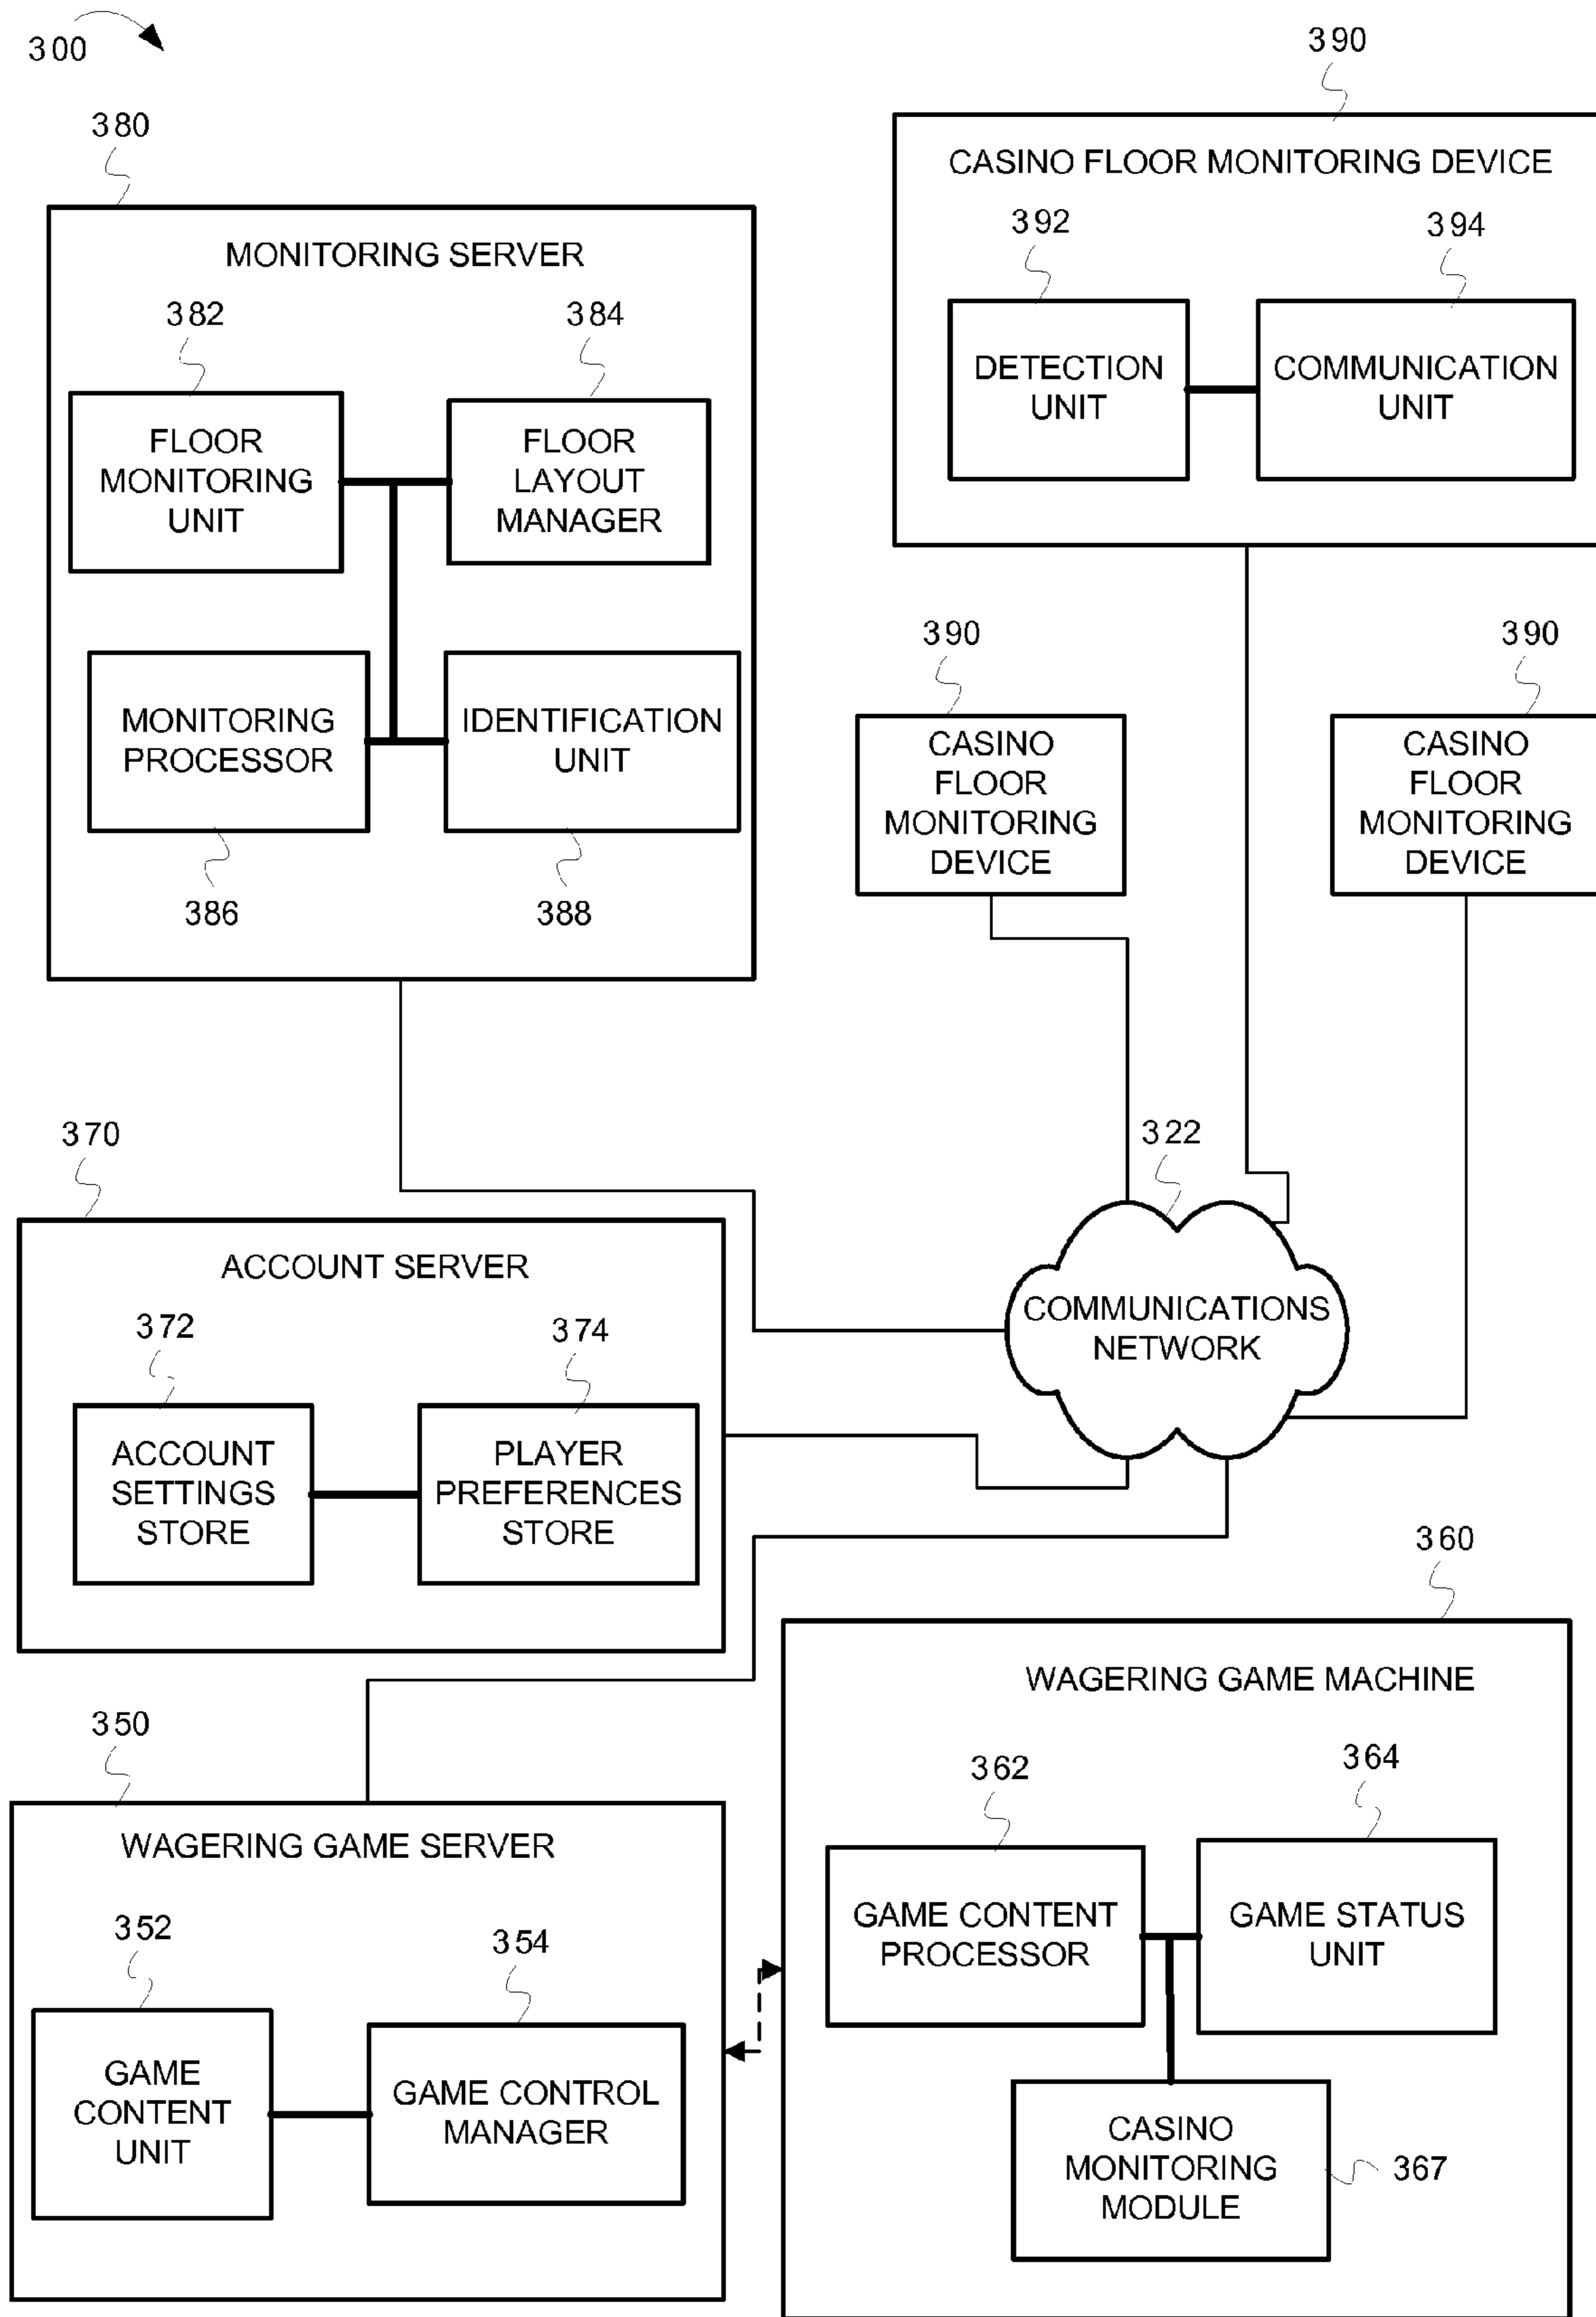 300
390
380
CASINO FLOOR MONITORING DEVICE
392
394
MONITORING SERVER
382
384
DETECTION
UNIT
COMMUNICATION
UNIT
FLOOR
MONITORING
UNIT
FLOOR
LAYOUT
MANAGER
390
390
MONITORING
PROCESSOR
IDENTIFICATION
UNIT
CASINO
FLOOR
MONITORING
DEVICE
CASINO
FLOOR
MONITORING
DEVICE
386
388
370
322
ACCOUNT SERVER
COMMUNICATIONS
NETWORK
372
374
ACCOUNT
SETTINGS
STORE
PLAYER
PREFERENCES
STORE
360
WAGERING GAME MACHINE
350
362
364
WAGERING GAME SERVER
GAME CONTENT
PROCESSOR
GAME STATUS
UNIT
352
354
GAME
CONTENT
UNIT
GAME CONTROL
MANAGER
CASINO
MONITORING
MODULE
367